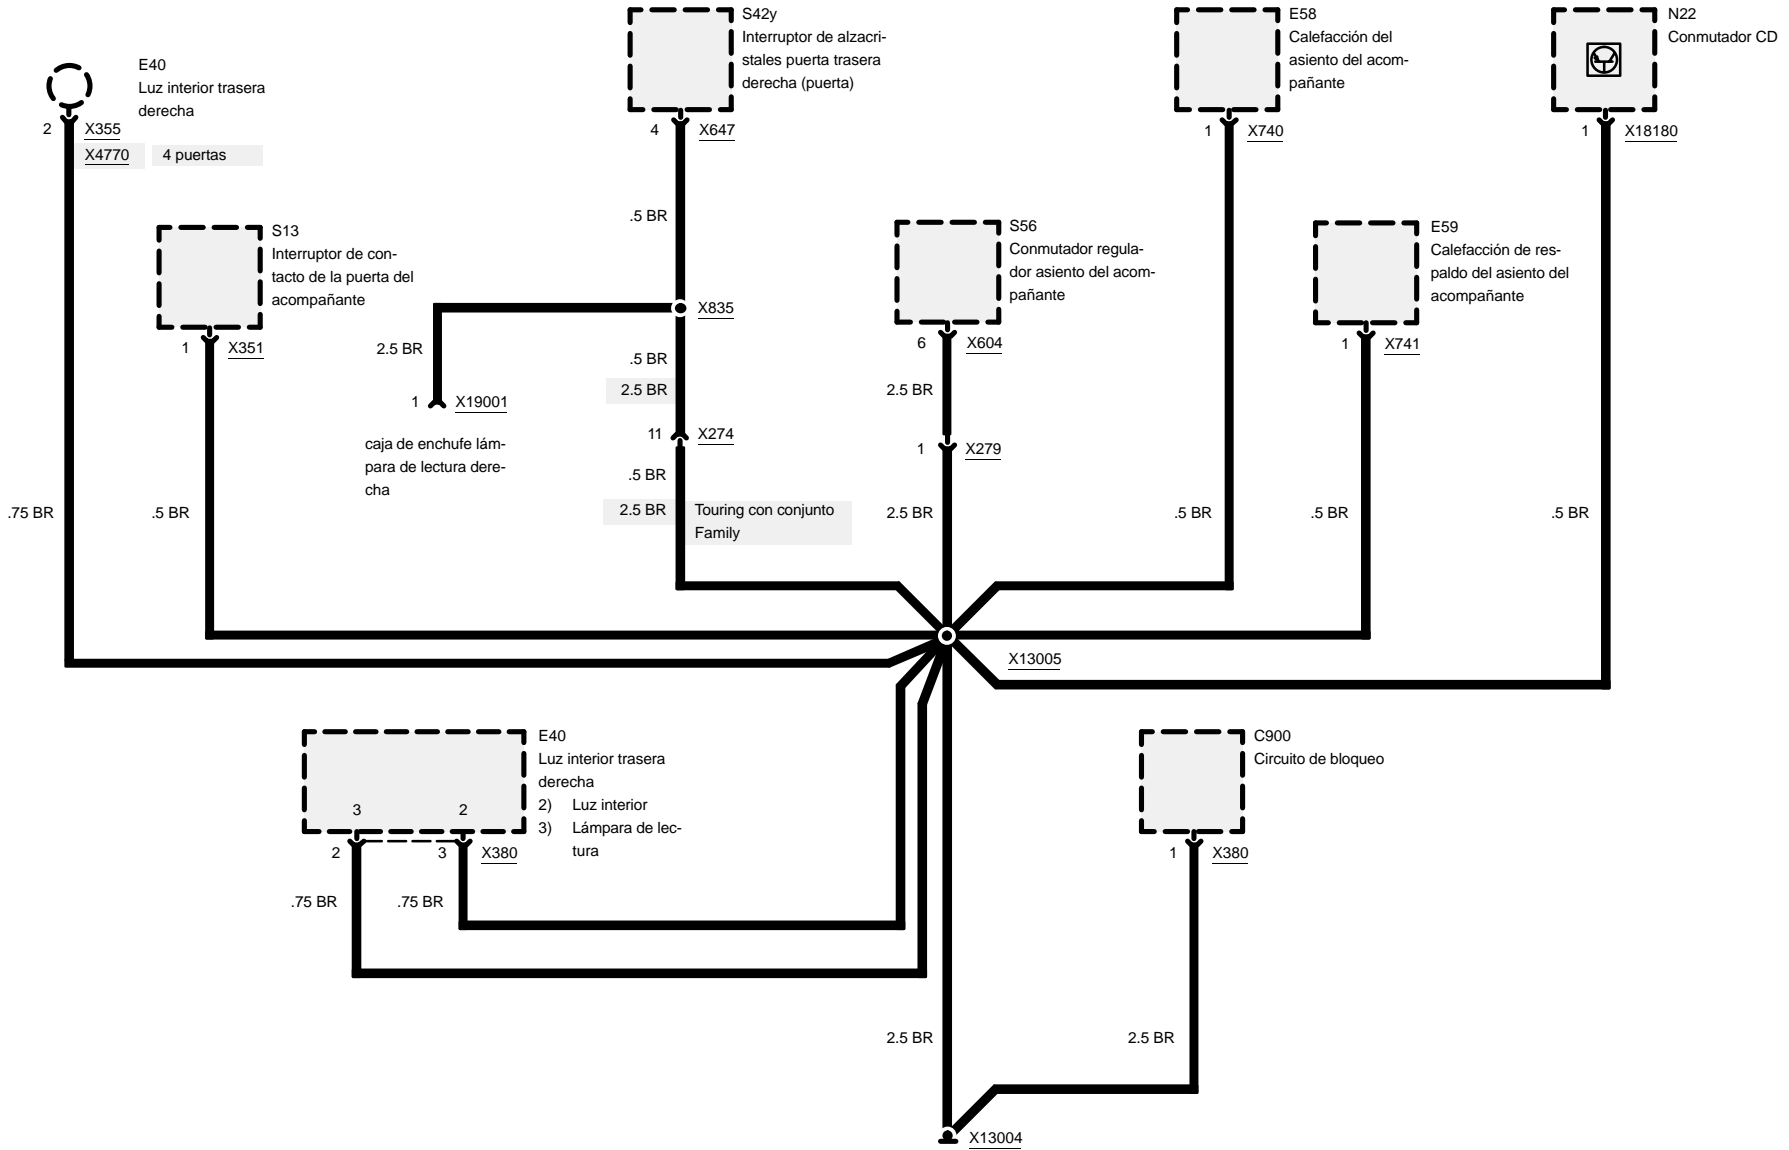 E40
Luz interior trasera
derecha
2
X355
X4770
4 puertas
S42y
Interruptor de alzacri-
stales puerta trasera
derecha (puerta)
4
X647
E58
Calefacción del
asiento del acom-
pañante
1
X740
N22
Conmutador CD
1
X18180
.5 BR
S13
Interruptor de con-
tacto de la puerta del
acompañante
1
X351
S56
Conmutador regula-
dor asiento del acom-
pañante
6
X604
E59
Calefacción de res-
paldo del asiento del
acompañante
1
X741
X835
2.5 BR
.5 BR
2.5 BR
2.5 BR
1
X19001
caja de enchufe lám-
para de lectura dere-
cha
11
X274
1
X279
.5 BR
2.5 BR
Touring con conjunto
Family
.75 BR
.5 BR
2.5 BR
.5 BR
.5 BR
.5 BR
X13005
E40
Luz interior trasera
derecha
2) Luz interior
3) Lámpara de lec-
tura
3
2
2
3
X380
.75 BR
.75 BR
C900
Circuito de bloqueo
1
X380
2.5 BR
2.5 BR
X13004